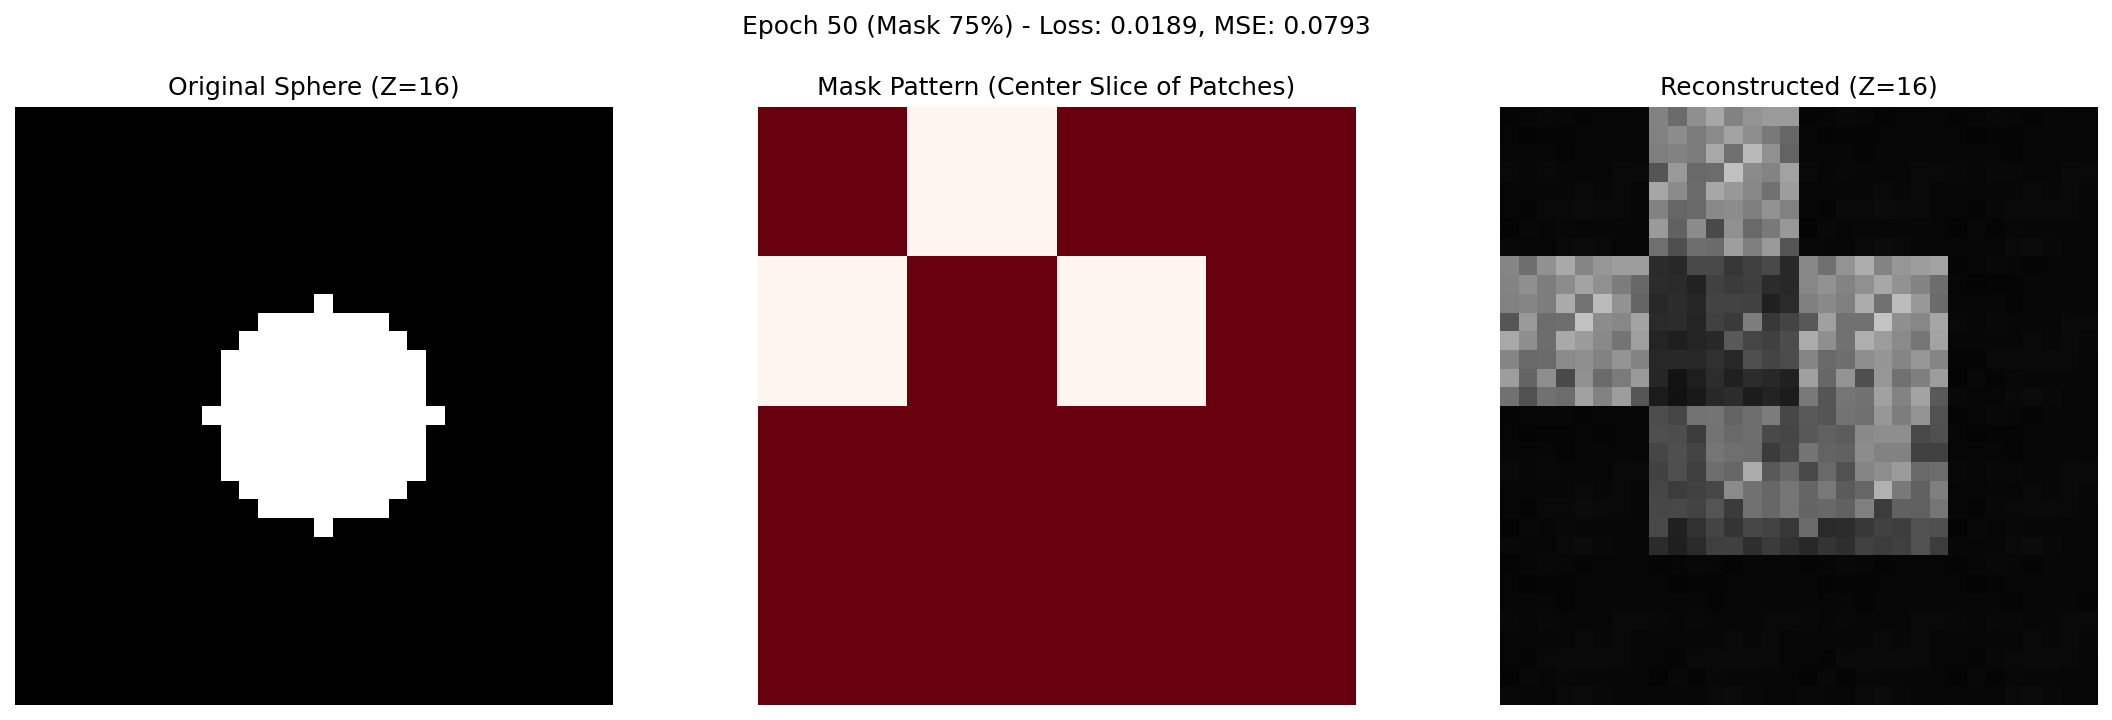 Epoch 50 (Mask 75%) - Loss: 0.0189, MSE: 0.0793
Original Sphere (Z=16)
Mask Pattern (Center Slice of Patches)
Reconstructed (Z=16)